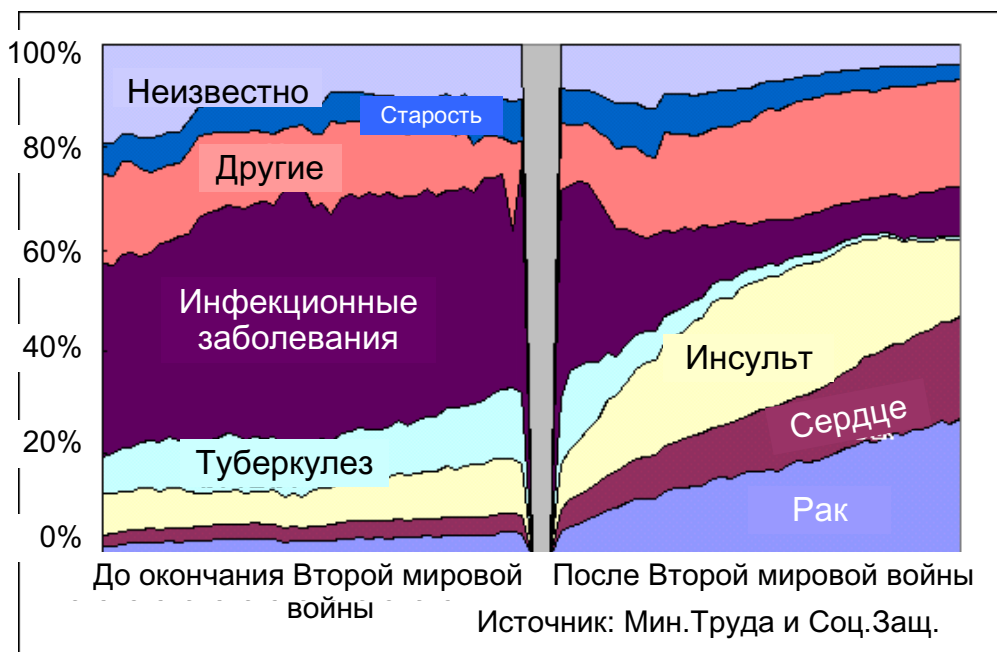 100%
80%
60%
40%
20%
0%
Неизвестно
Старость
Другие
Инфекционные
заболевания
Туберкулез
Инсульт
Сердце
Рак
До окончания Второй мировой
войны
После Второй мировой войны
Источник: Мин.Труда и Соц.Защ.